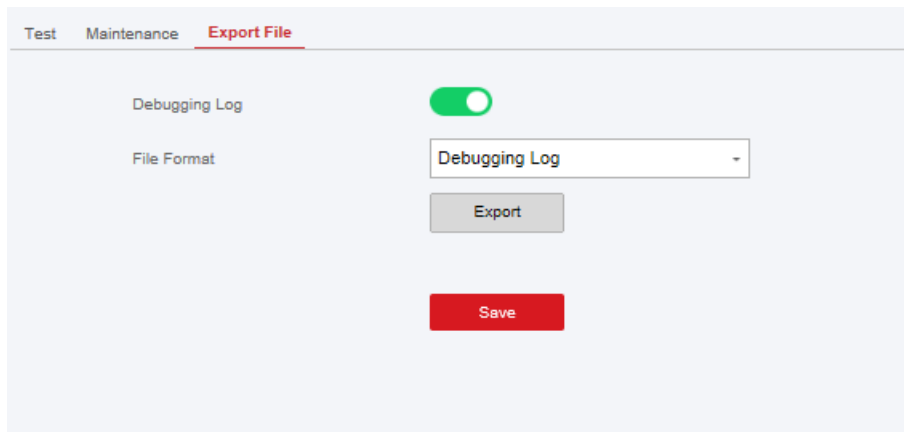 Test Maintenance Export File
Debugging Log
File Format Debugging Log
Export
Save